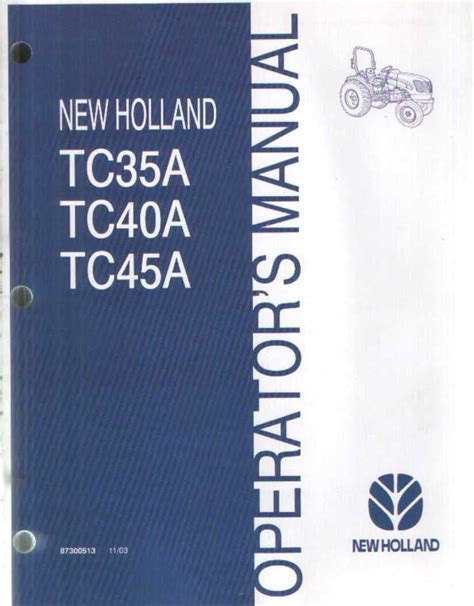 NEW HOLLAND
TC35A
TC40A
TC45A
OPERATOR'S MANUAL
87300513 11/03
NEW HOLLAND